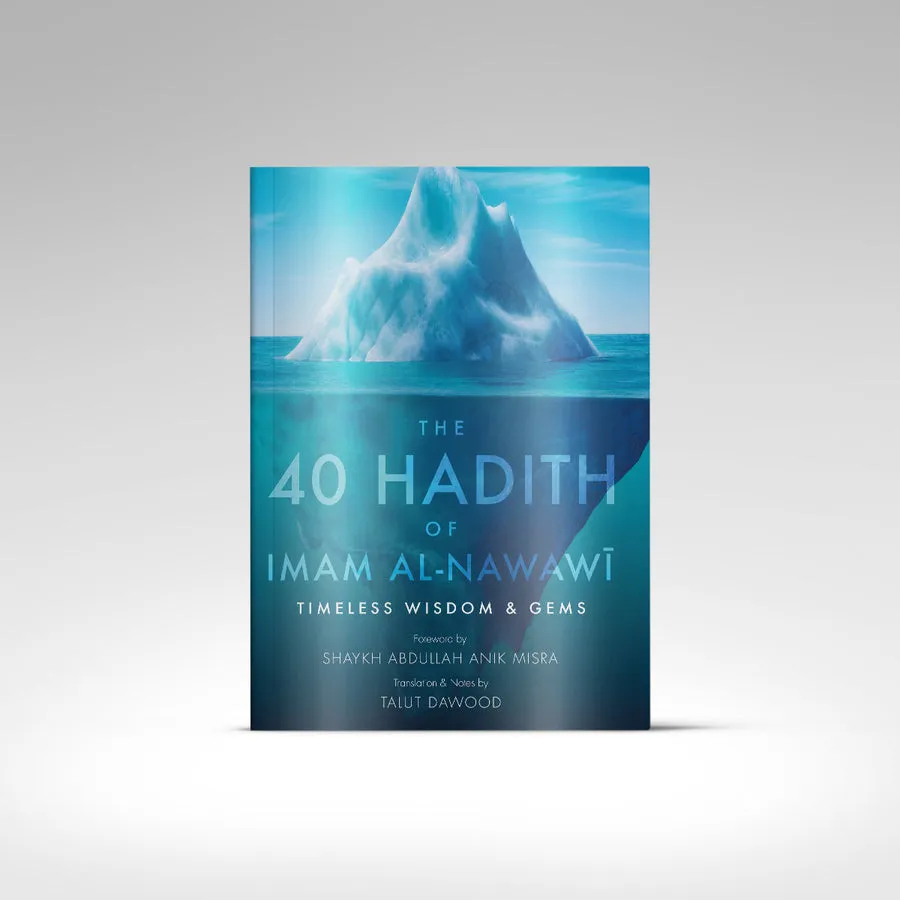 THE
40 HADITH
OF
IMAM AL-NAWAWĪ
TIMELESS WISDOM & GEMS
Foreword by
SHAYKH ABDULLAH ANIK MISRA
Translation & Notes by
TALUT DAWOOD